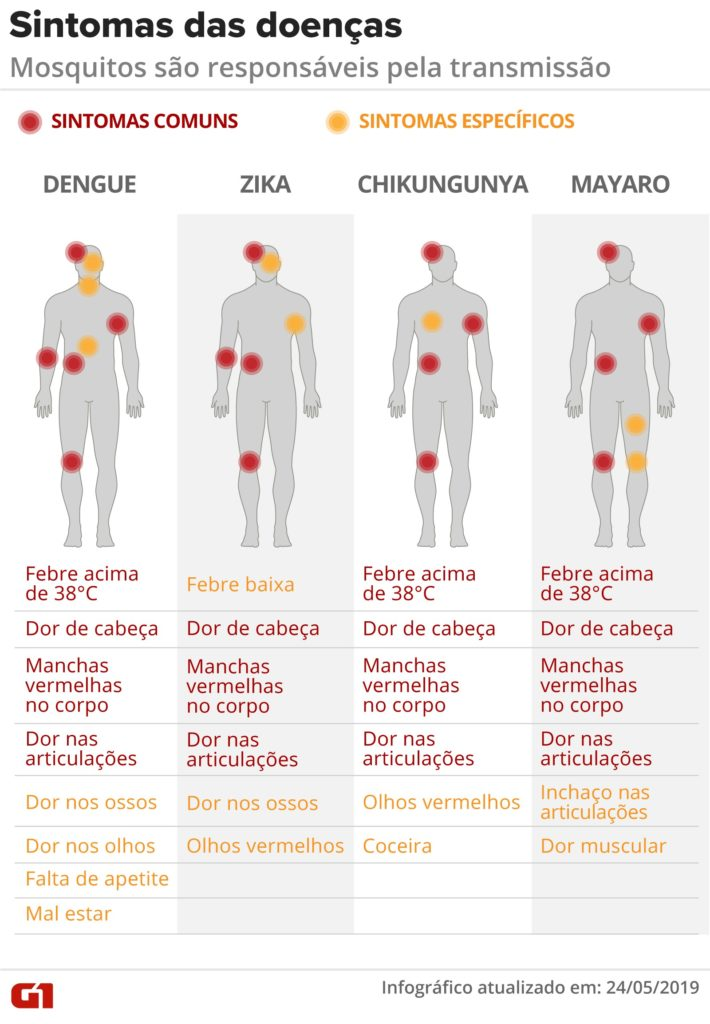 Sintomas das doenças
Mosquitos são responsáveis pela transmissão
SINTOMAS COMUNS
SINTOMAS ESPECÍFICOS
DENGUE
ZIKA
CHIKUNGUNYA
MAYARO
Febre acima
de 38°C
Febre baixa
Febre acima
de 38°C
Febre acima
de 38°C
Dor de cabeça
Dor de cabeça
Dor de cabeça
Dor de cabeça
Manchas
vermelhas
no corpo
Manchas
vermelhas
no corpo
Manchas
vermelhas
no corpo
Manchas
vermelhas
no corpo
Dor nas
articulações
Dor nas
articulações
Dor nas
articulações
Dor nas
articulações
Dor nos ossos
Dor nos ossos
Olhos vermelhos
Inchaço nas
articulações
Dor nos olhos
Olhos vermelhos
Coceira
Dor muscular
Falta de apetite
Mal estar
G1
Infográfico atualizado em: 24/05/2019